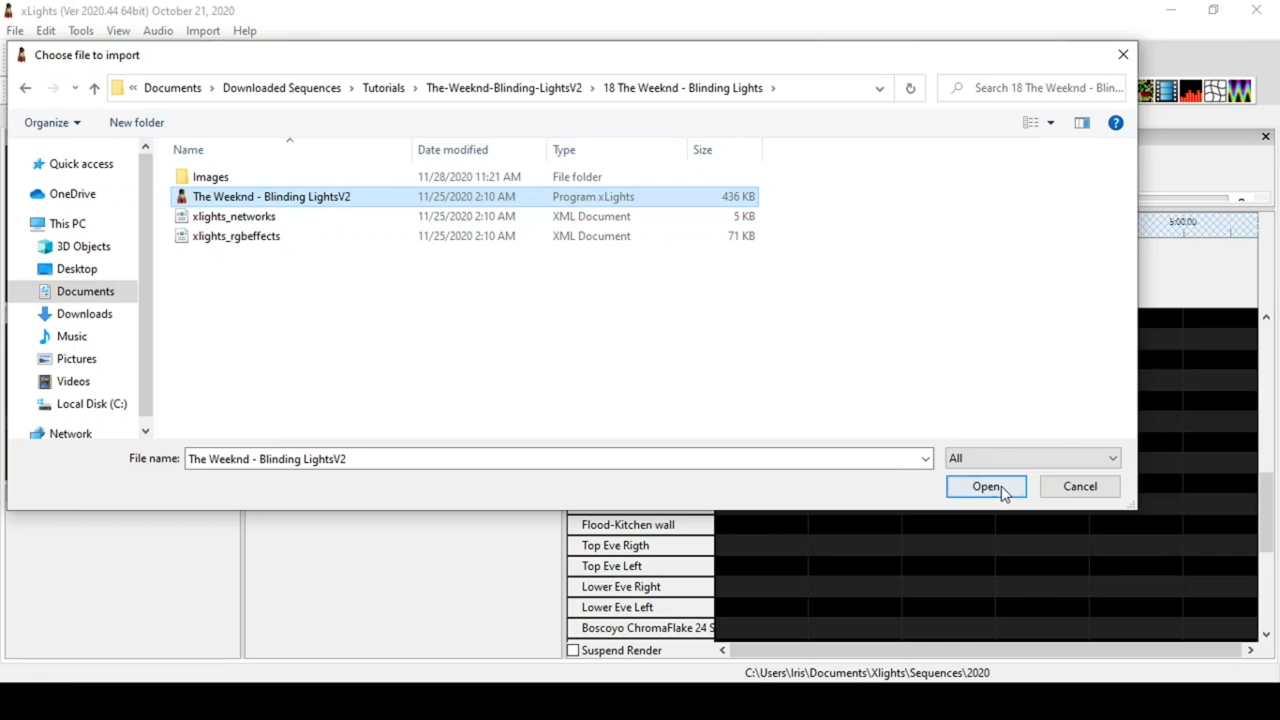 xLights (Ver 2020.44 64bit) October 21, 2020
File Edit Tools View Audio Import Help
Choose file to import
« Documents > Downloaded Sequences > Tutorials > The-Weeknd-Blinding-LightsV2 > 18 The Weeknd - Blinding Lights >
Search 18 The Weeknd - Blin...
Organize
New folder
Name Date modified Type Size
Quick access
OneDrive
This PC
3D Objects
Desktop
Documents
Downloads
Music
Pictures
Videos
Local Disk (C:)
Network
Images 11/28/2020 11:21 AM File folder
The Weeknd - Blinding LightsV2 11/25/2020 2:10 AM Program xLights 436 KB
xlights_networks 11/25/2020 2:10 AM XML Document 5 KB
xlights_rgbeffects 11/25/2020 2:10 AM XML Document 71 KB
5:00.00
File name: The Weeknd - Blinding LightsV2
All
Open
Cancel
Flood-Kitchen wall
Top Eve Rigth
Top Eve Left
Lower Eve Right
Lower Eve Left
Boscoyo ChromaFlake 24 S
Suspend Render
C:\Users\Iris\Documents\Xlights\Sequences\2020